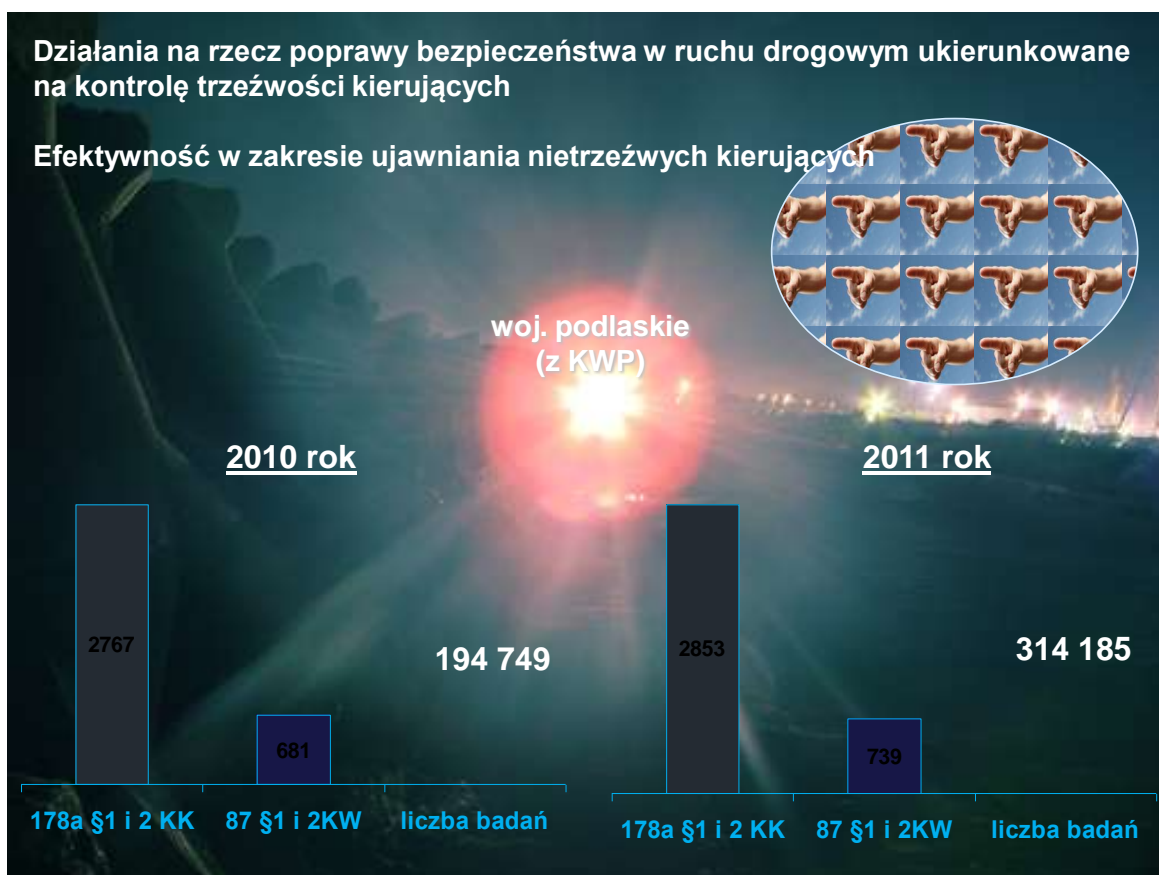 Działania na rzecz poprawy bezpieczeństwa w ruchu drogowym ukierunkowane
na kontrolę trzeźwości kierujących
Efektywność w zakresie ujawniania nietrzeźwych kierujących
woj. podlaskie
(z KWP)
2010 rok
2767
681
194 749
178a §1 i 2 KK 87 §1 i 2KW liczba badań
2011 rok
2853
739
314 185
178a §1 i 2 KK 87 §1 i 2KW liczba badań